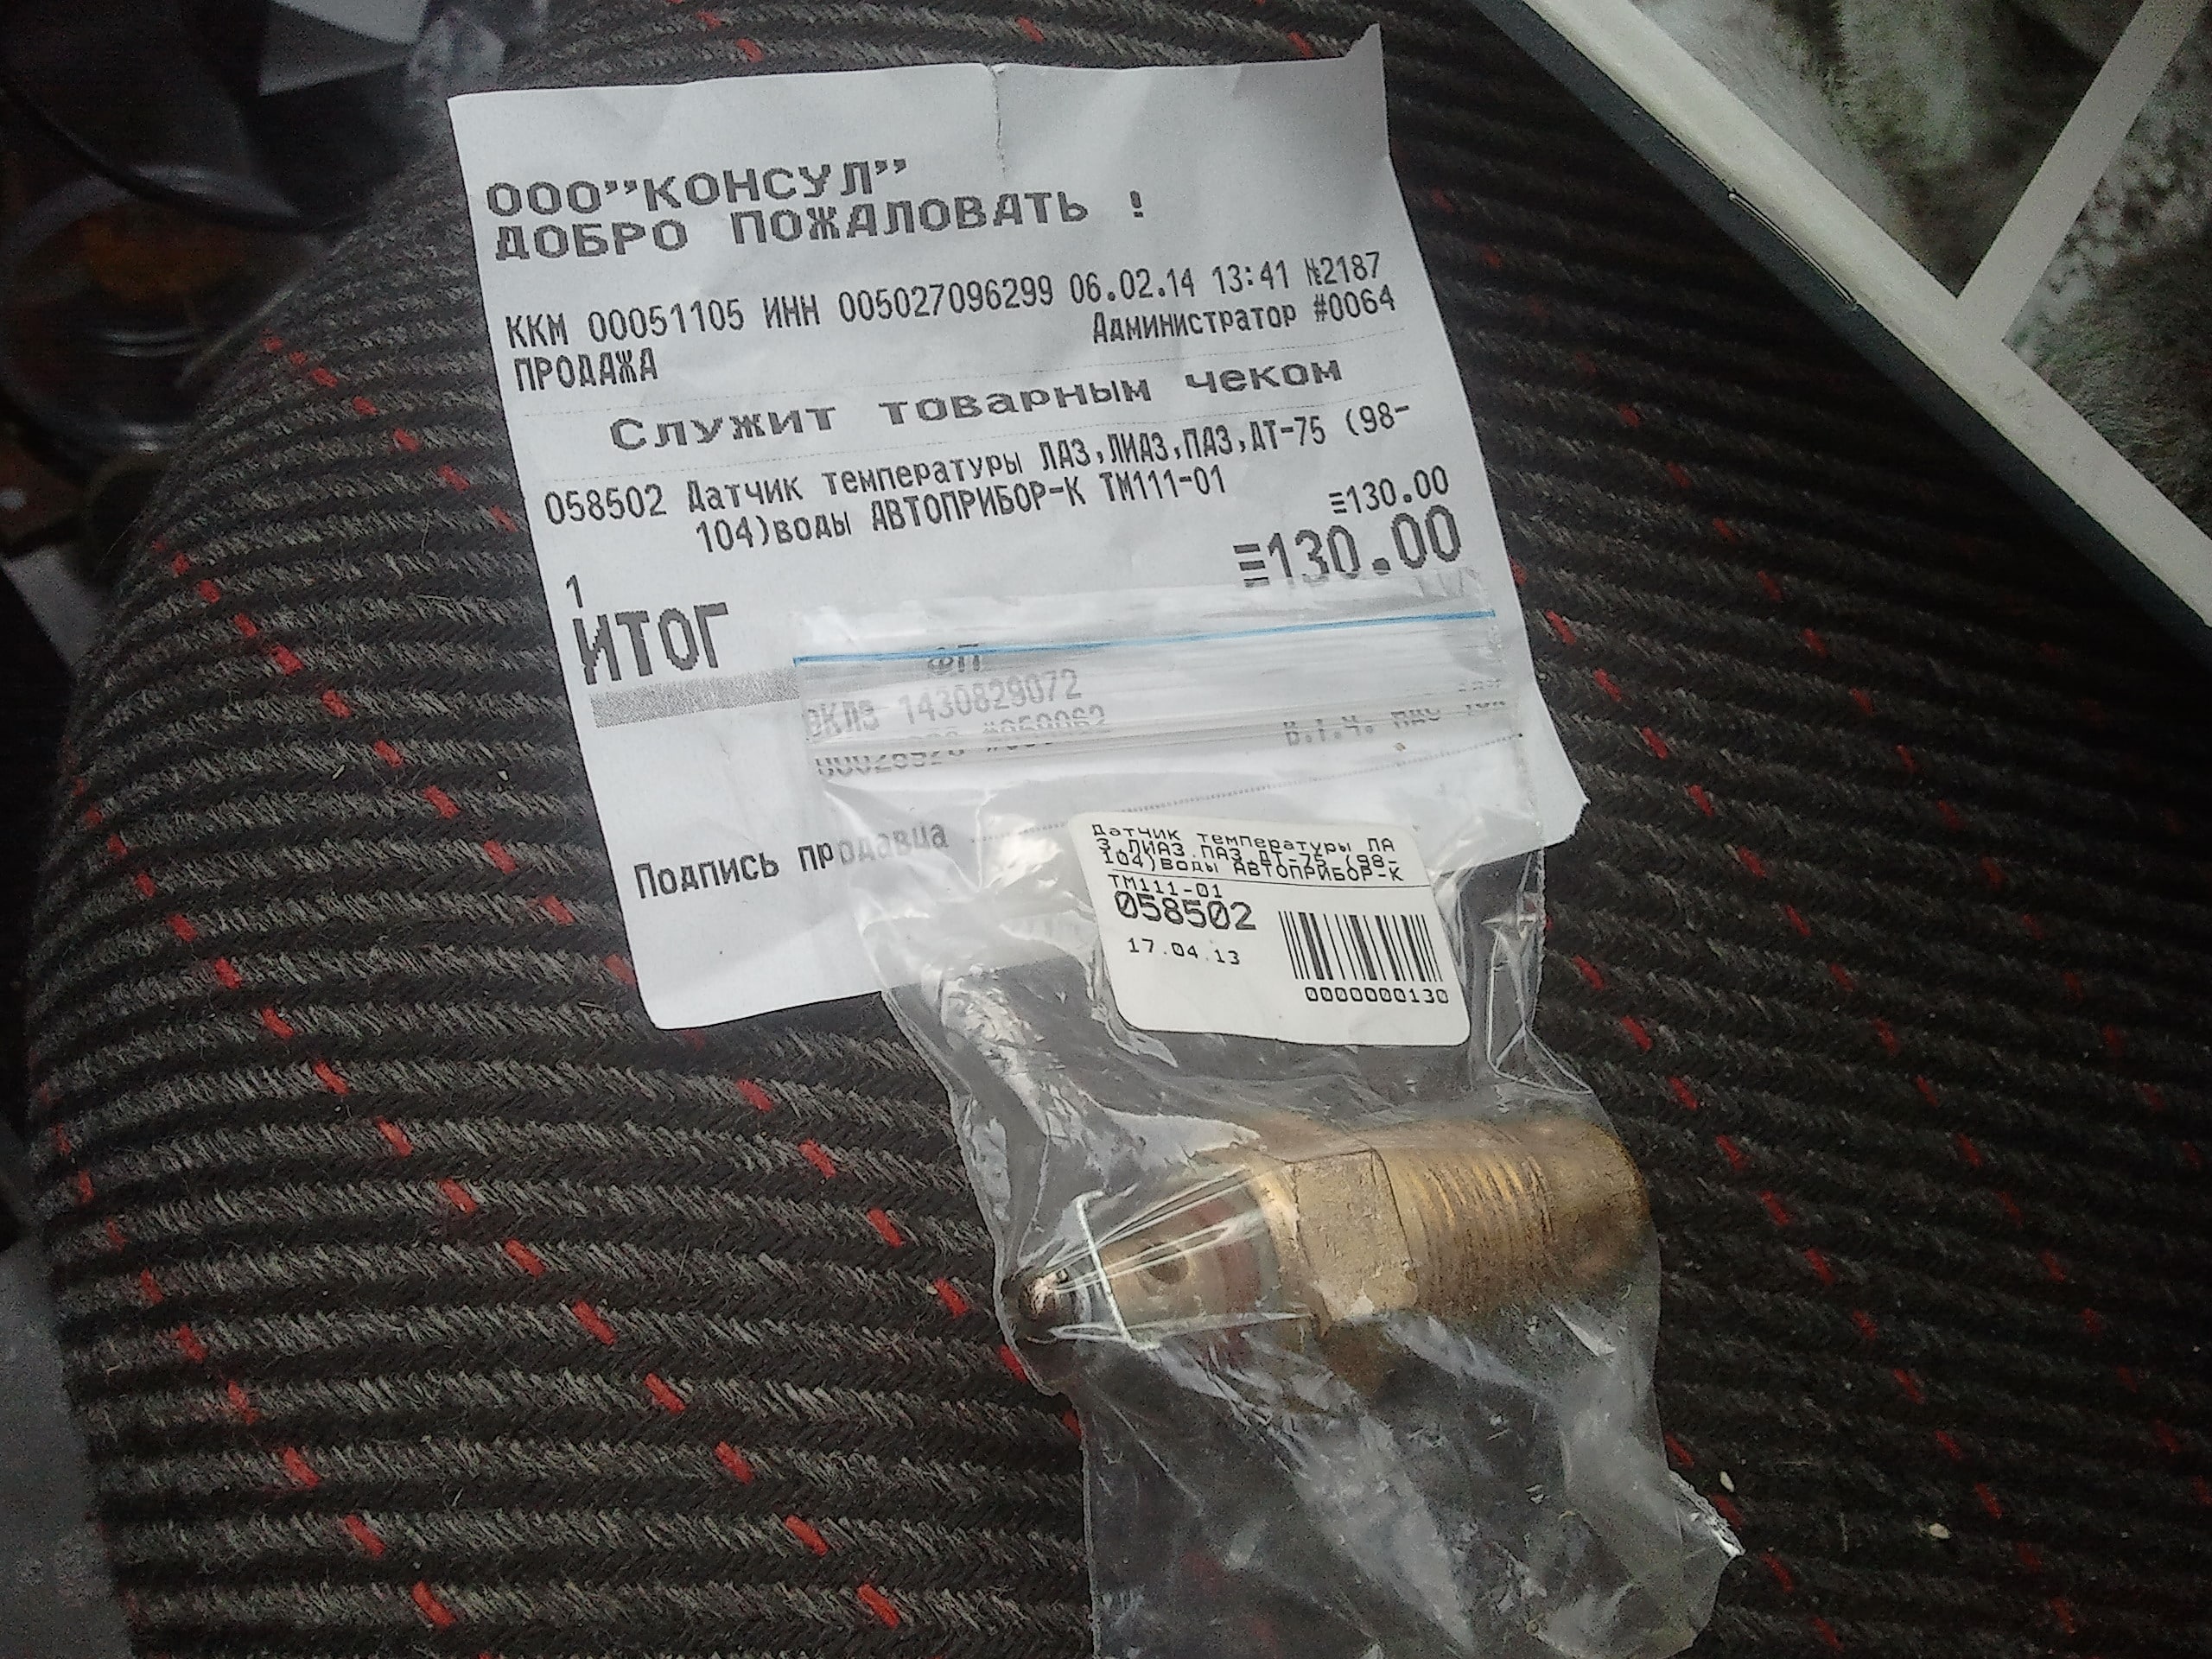 ООО"КОНСУЛ"
ДОБРО ПОЖАЛОВАТЬ !
ККМ 00051105 ИНН 005027096299 06.02.14 13:41 №2187
Администратор #0064
ПРОДАЖА
Служит товарным чеком
058502 Датчик температуры ЛАЗ,ЛИАЗ,ПАЗ,ДТ-75 (98-
104)воды АВТОПРИБОР-К ТМ111-01
1
≡130.00
ИТОГ ≡130.00
ФП
ЭКЛЗ 1430829072
Подпись продавца
Датчик температуры ЛА
З,ЛИАЗ,ПАЗ,ДТ-75 (98-
104)воды АВТОПРИБОР-К
ТМ111-01
058502
17.04.13
0000000130